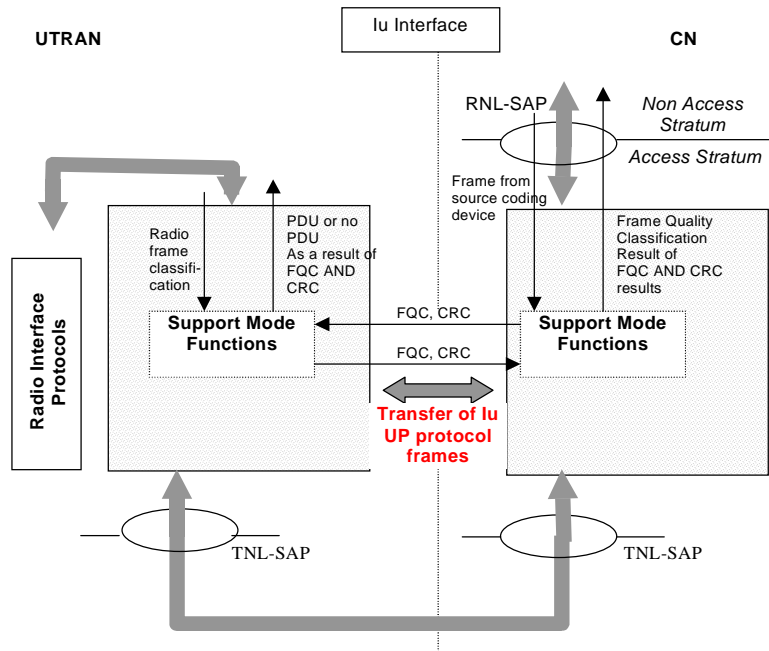 Iu Interface
UTRAN
CN
RNL-SAP
Non Access
Stratum
Access Stratum
Frame from
source coding
device
Radio
frame
classifi-
cation
PDU or no
PDU
As a result of
FQC AND
CRC
Frame Quality
Classification
Result of
FQC AND CRC
results
Radio Interface
Protocols
Support Mode
Functions
FQC, CRC
FQC, CRC
Support Mode
Functions
Transfer of Iu
UP protocol
frames
TNL-SAP
TNL-SAP